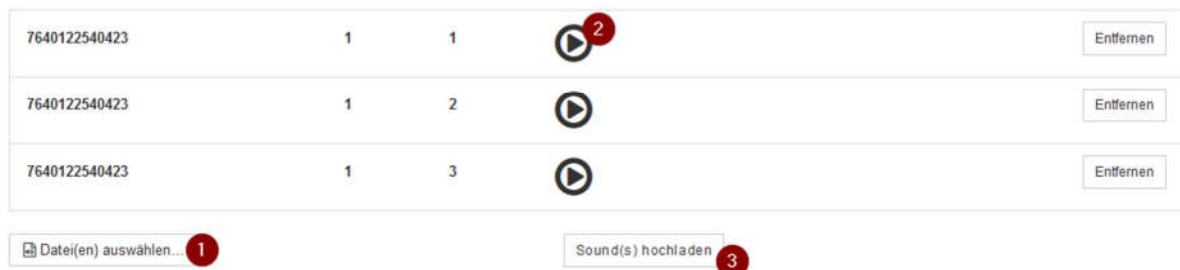 7640122540423 1 1 2 Entfernen
7640122540423 1 2 Entfernen
7640122540423 1 3 Entfernen
Datei(en) auswählen... 1 Sound(s) hochladen 3